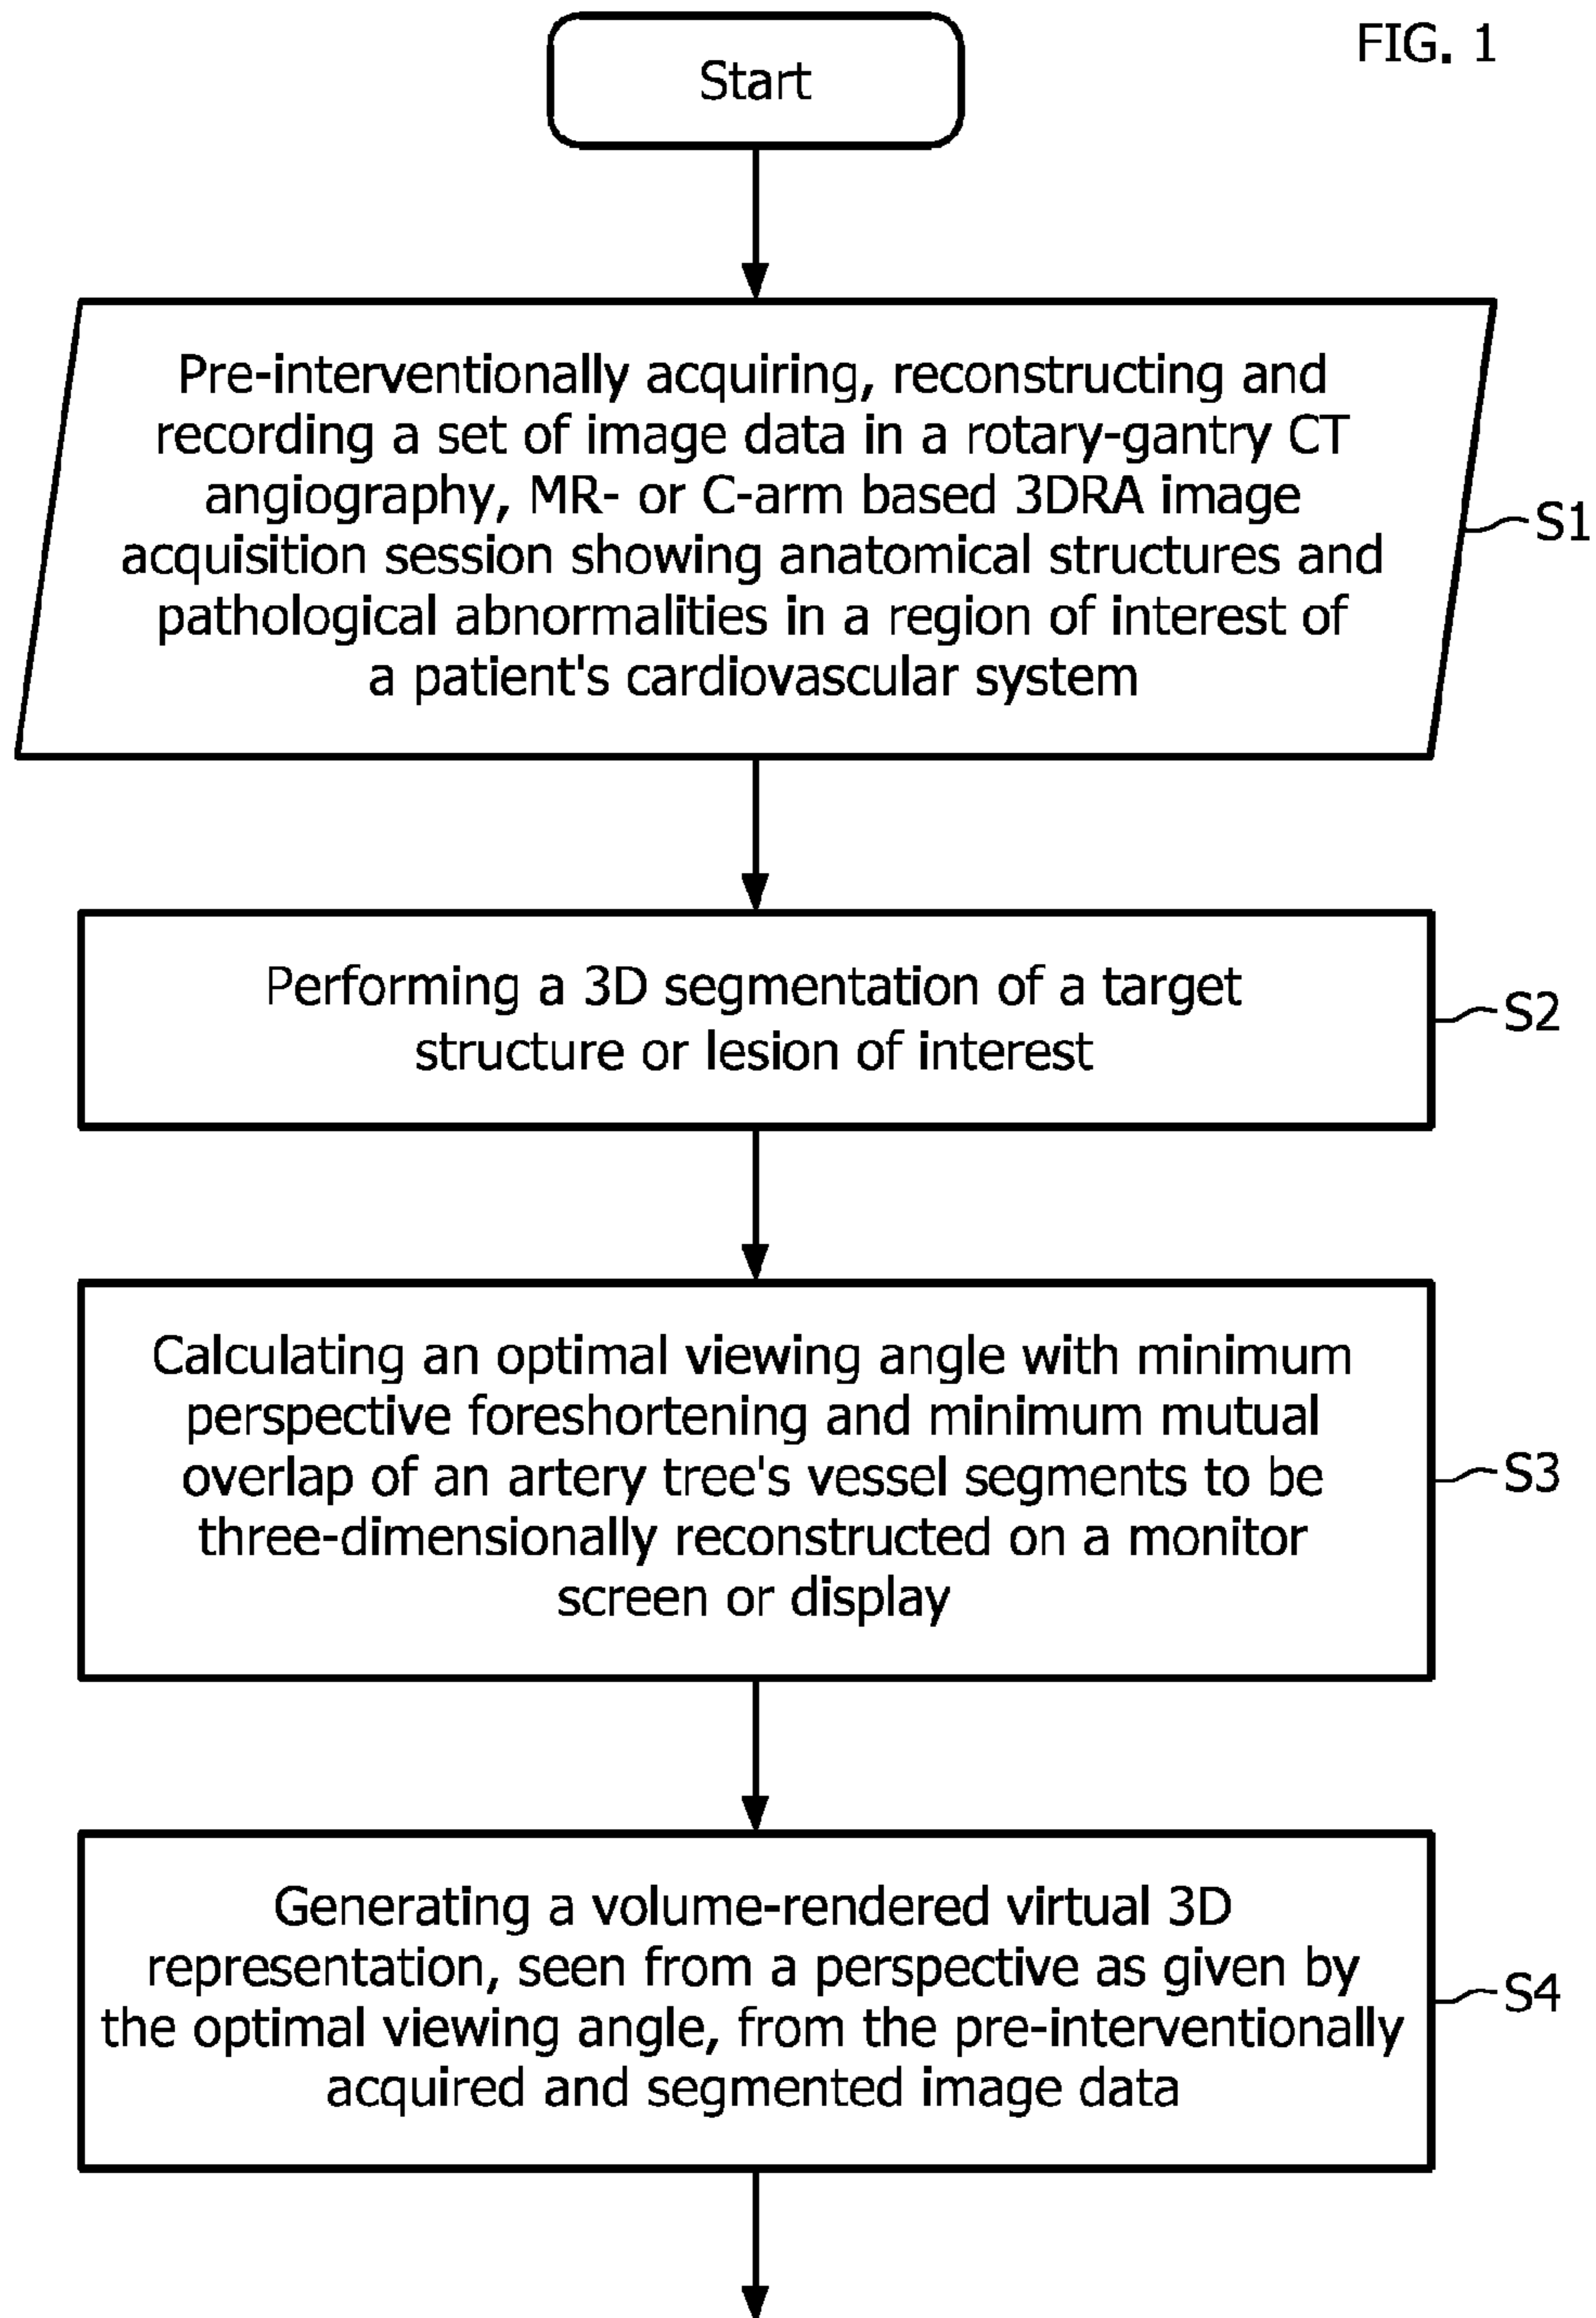 FIG. 1
Start
Pre-interventionally acquiring, reconstructing and
recording a set of image data in a rotary-gantry CT
angiography, MR- or C-arm based 3DRA image
acquisition session showing anatomical structures and
pathological abnormalities in a region of interest of
a patient's cardiovascular system
S1
Performing a 3D segmentation of a target
structure or lesion of interest
S2
Calculating an optimal viewing angle with minimum
perspective foreshortening and minimum mutual
overlap of an artery tree's vessel segments to be
three-dimensionally reconstructed on a monitor
screen or display
S3
Generating a volume-rendered virtual 3D
representation, seen from a perspective as given by
the optimal viewing angle, from the pre-interventionally
acquired and segmented image data
S4